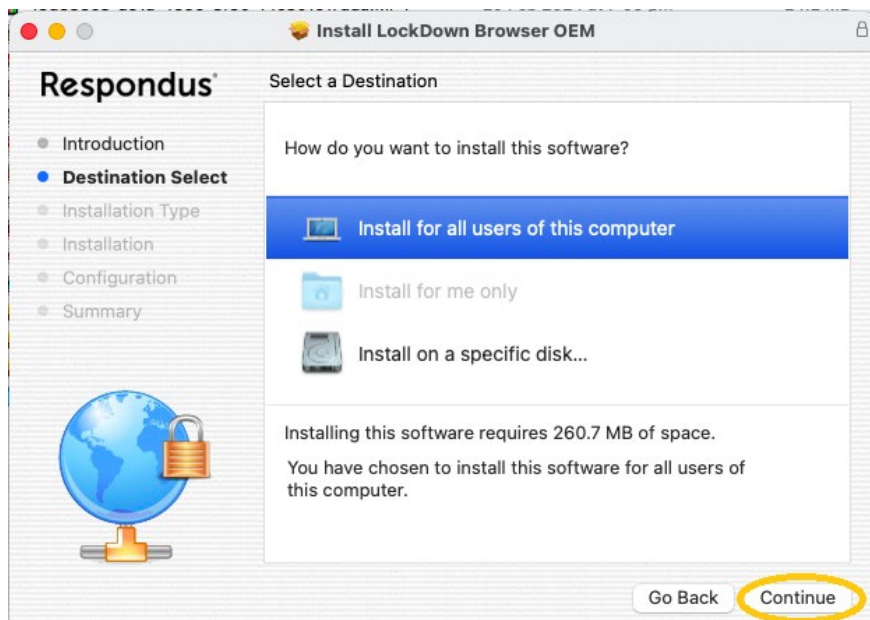 Install LockDown Browser OEM
Respondus
Select a Destination
Introduction
Destination Select
Installation Type
Installation
Configuration
Summary
How do you want to install this software?
Install for all users of this computer
Install for me only
Install on a specific disk...
Installing this software requires 260.7 MB of space.
You have chosen to install this software for all users of
this computer.
Go Back
Continue